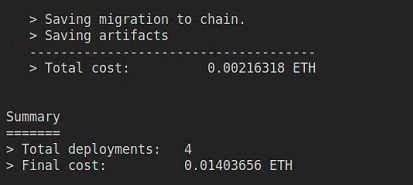 > Saving migration to chain.
> Saving artifacts
-------------------------------------
> Total cost:          0.00216318 ETH
Summary
=======
> Total deployments:   4
> Final cost:          0.01403656 ETH